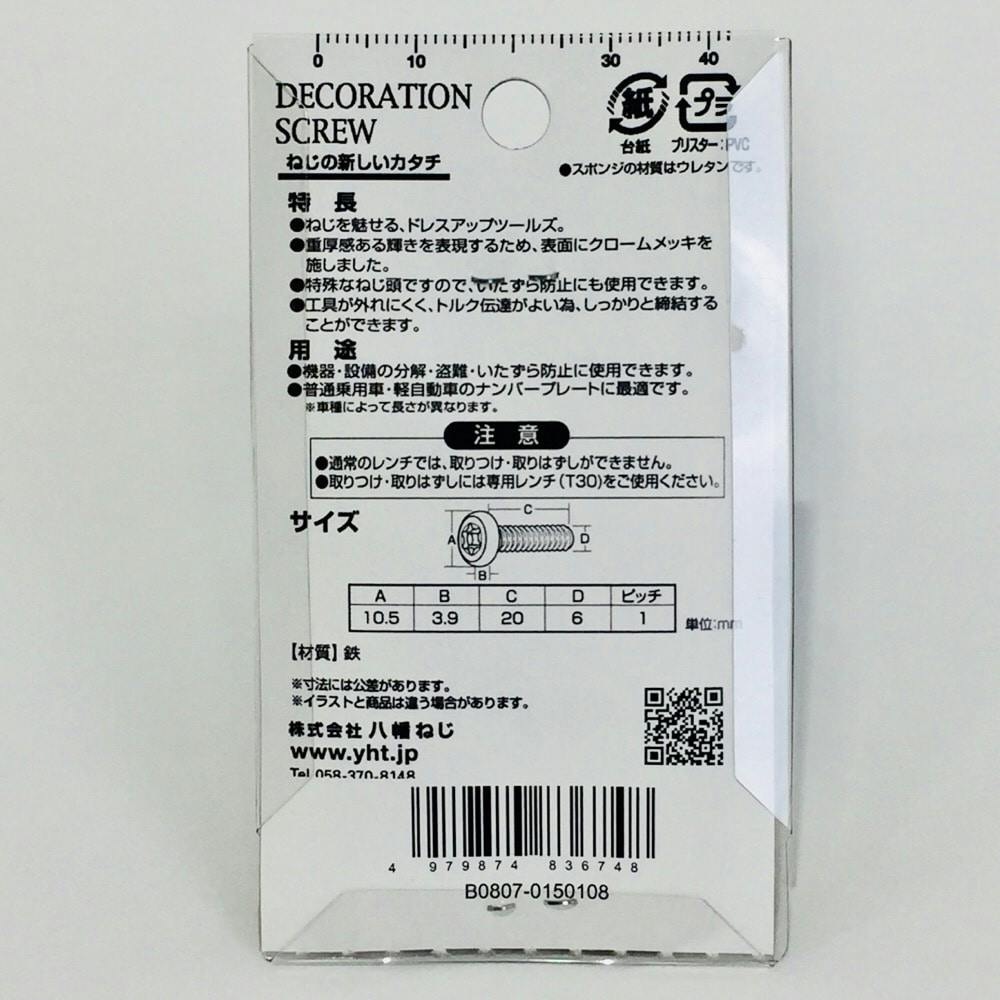 0 10 30 40
DECORATION
SCREW
ねじの新しいカタチ
紙
プラ
台紙 ブリスター:PVC
●スポンジの材質はウレタンです。
特 長
●ねじを魅せる、ドレスアップツールズ。
●重厚感ある輝きを表現するため、表面にクロームメッキを
施しました。
●特殊なねじ頭ですので、いたずら防止にも使用できます。
●工具が外れにくく、トルク伝達がよい為、しっかりと締結する
ことができます。
用 途
●機器・設備の分解・盗難・いたずら防止に使用できます。
●普通乗用車・軽自動車のナンバープレートに最適です。
※車種によって長さが異なります。
注 意
●通常のレンチでは、取りつけ・取りはずしができません。
●取りつけ・取りはずしには専用レンチ(T30)をご使用ください。
サイズ
C
A
D
B
A B C D ピッチ
10.5 3.9 20 6 1
単位:mm
【材質】鉄
※寸法には公差があります。
※イラストと商品は違う場合があります。
株式会社 八幡ねじ
www.yht.jp
Tel 058-370-8148
4 979874 836748
B0807-0150108